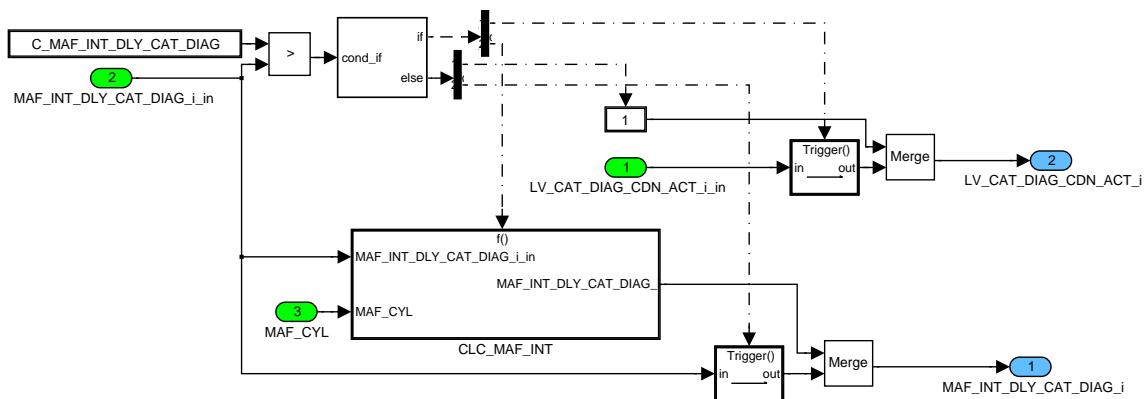 C_MAF_INT_DLY_CAT_DIAG
2
MAF_INT_DLY_CAT_DIAG_i_in
>
cond_if
if
else
1
1
LV_CAT_DIAG_CDN_ACT_i_in
Trigger()
in
out
Merge
2
LV_CAT_DIAG_CDN_ACT_i
f()
MAF_INT_DLY_CAT_DIAG_i_in
MAF_INT_DLY_CAT_DIAG_
3
MAF_CYL
MAF_CYL
CLC_MAF_INT
Trigger()
in
out
Merge
1
MAF_INT_DLY_CAT_DIAG_i